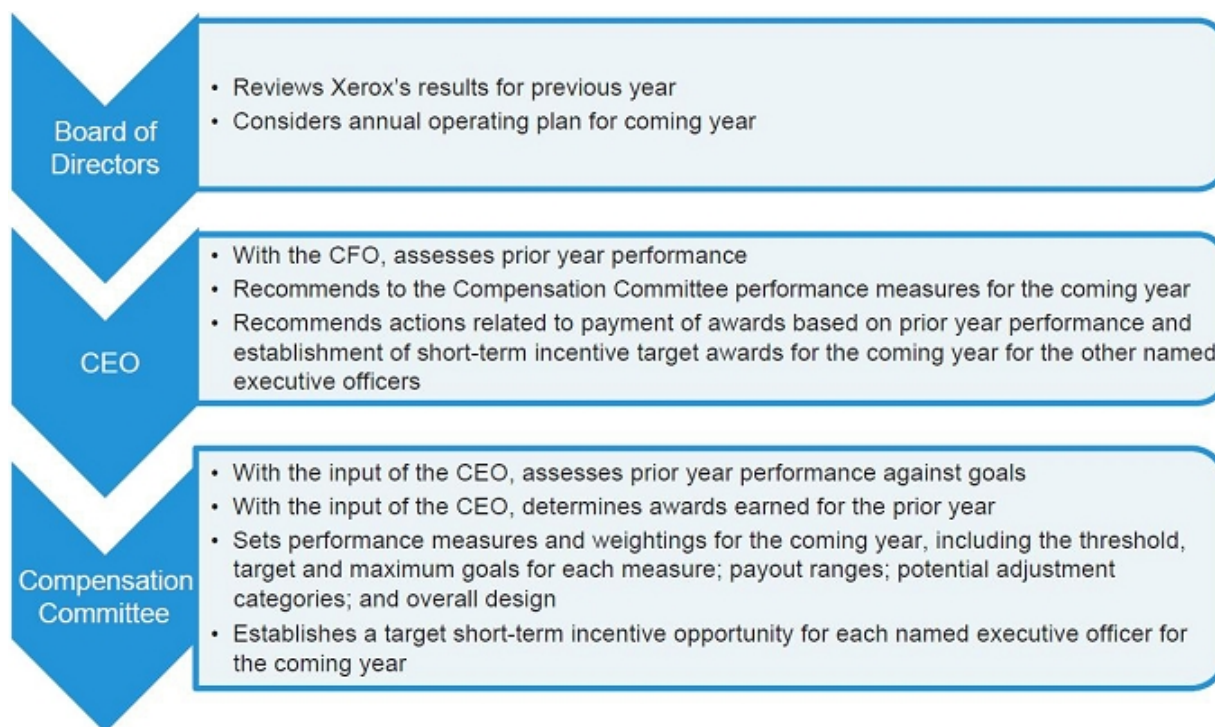 Board of
Directors
• Reviews Xerox's results for previous year
• Considers annual operating plan for coming year
CEO
• With the CFO, assesses prior year performance
• Recommends to the Compensation Committee performance measures for the coming year
• Recommends actions related to payment of awards based on prior year performance and
establishment of short-term incentive target awards for the coming year for the other named
executive officers
Compensation
Committee
• With the input of the CEO, assesses prior year performance against goals
• With the input of the CEO, determines awards earned for the prior year
• Sets performance measures and weightings for the coming year, including the threshold,
target and maximum goals for each measure; payout ranges; potential adjustment
categories; and overall design
• Establishes a target short-term incentive opportunity for each named executive officer for
the coming year